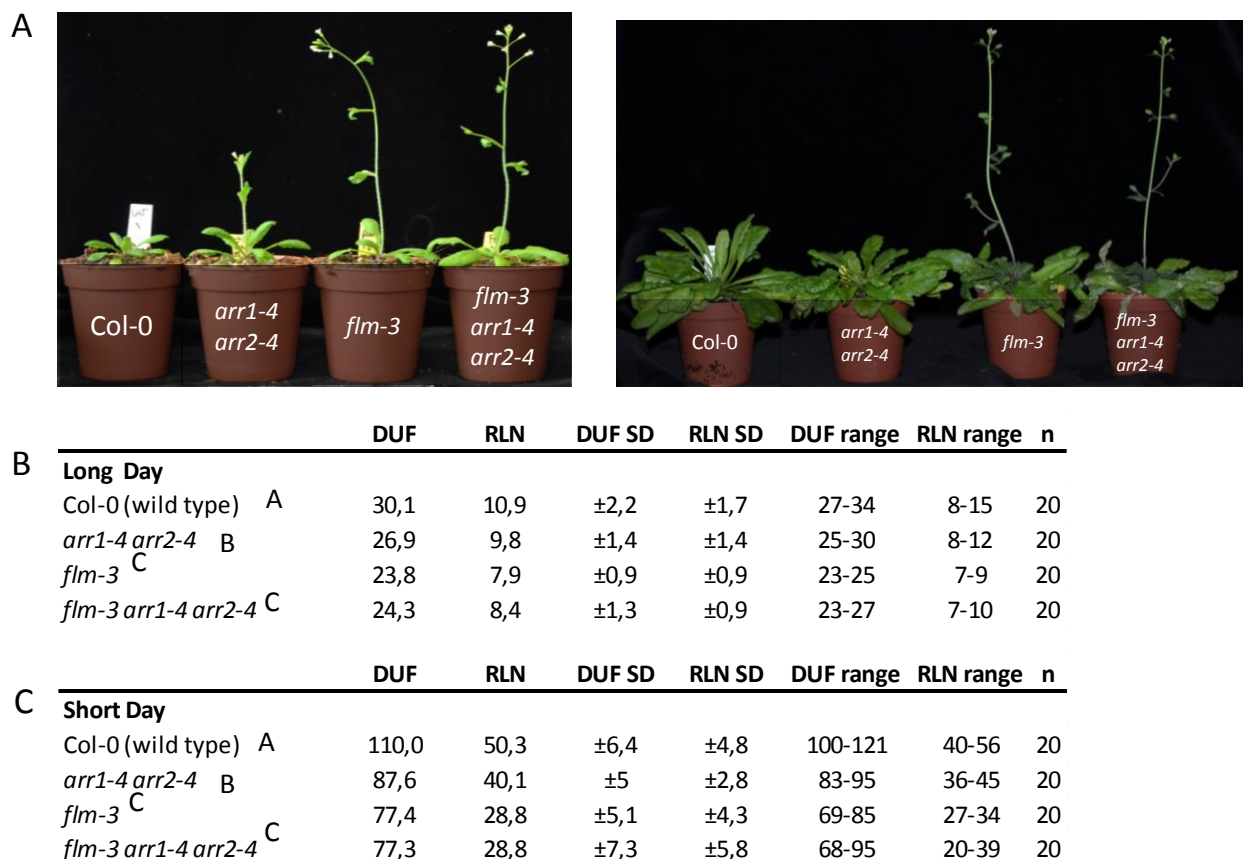 A
Col-0
arr1-4
arr2-4
flm-3
flm-3
arr1-4
arr2-4
Col-0
arr1-4
arr2-4
flm-3
flm-3
arr1-4
arr2-4
DUF RLN DUF SD RLN SD DUF range RLN range n
B
Long Day
Col-0 (wild type) A 30,1 10,9 ±2,2 ±1,7 27-34 8-15 20
arr1-4 arr2-4 B 26,9 9,8 ±1,4 ±1,4 25-30 8-12 20
flm-3 C 23,8 7,9 ±0,9 ±0,9 23-25 7-9 20
flm-3 arr1-4 arr2-4 C 24,3 8,4 ±1,3 ±0,9 23-27 7-10 20
DUF RLN DUF SD RLN SD DUF range RLN range n
C
Short Day
Col-0 (wild type) A 110,0 50,3 ±6,4 ±4,8 100-121 40-56 20
arr1-4 arr2-4 B 87,6 40,1 ±5 ±2,8 83-95 36-45 20
flm-3 C 77,4 28,8 ±5,1 ±4,3 69-85 27-34 20
flm-3 arr1-4 arr2-4 C 77,3 28,8 ±7,3 ±5,8 68-95 20-39 20